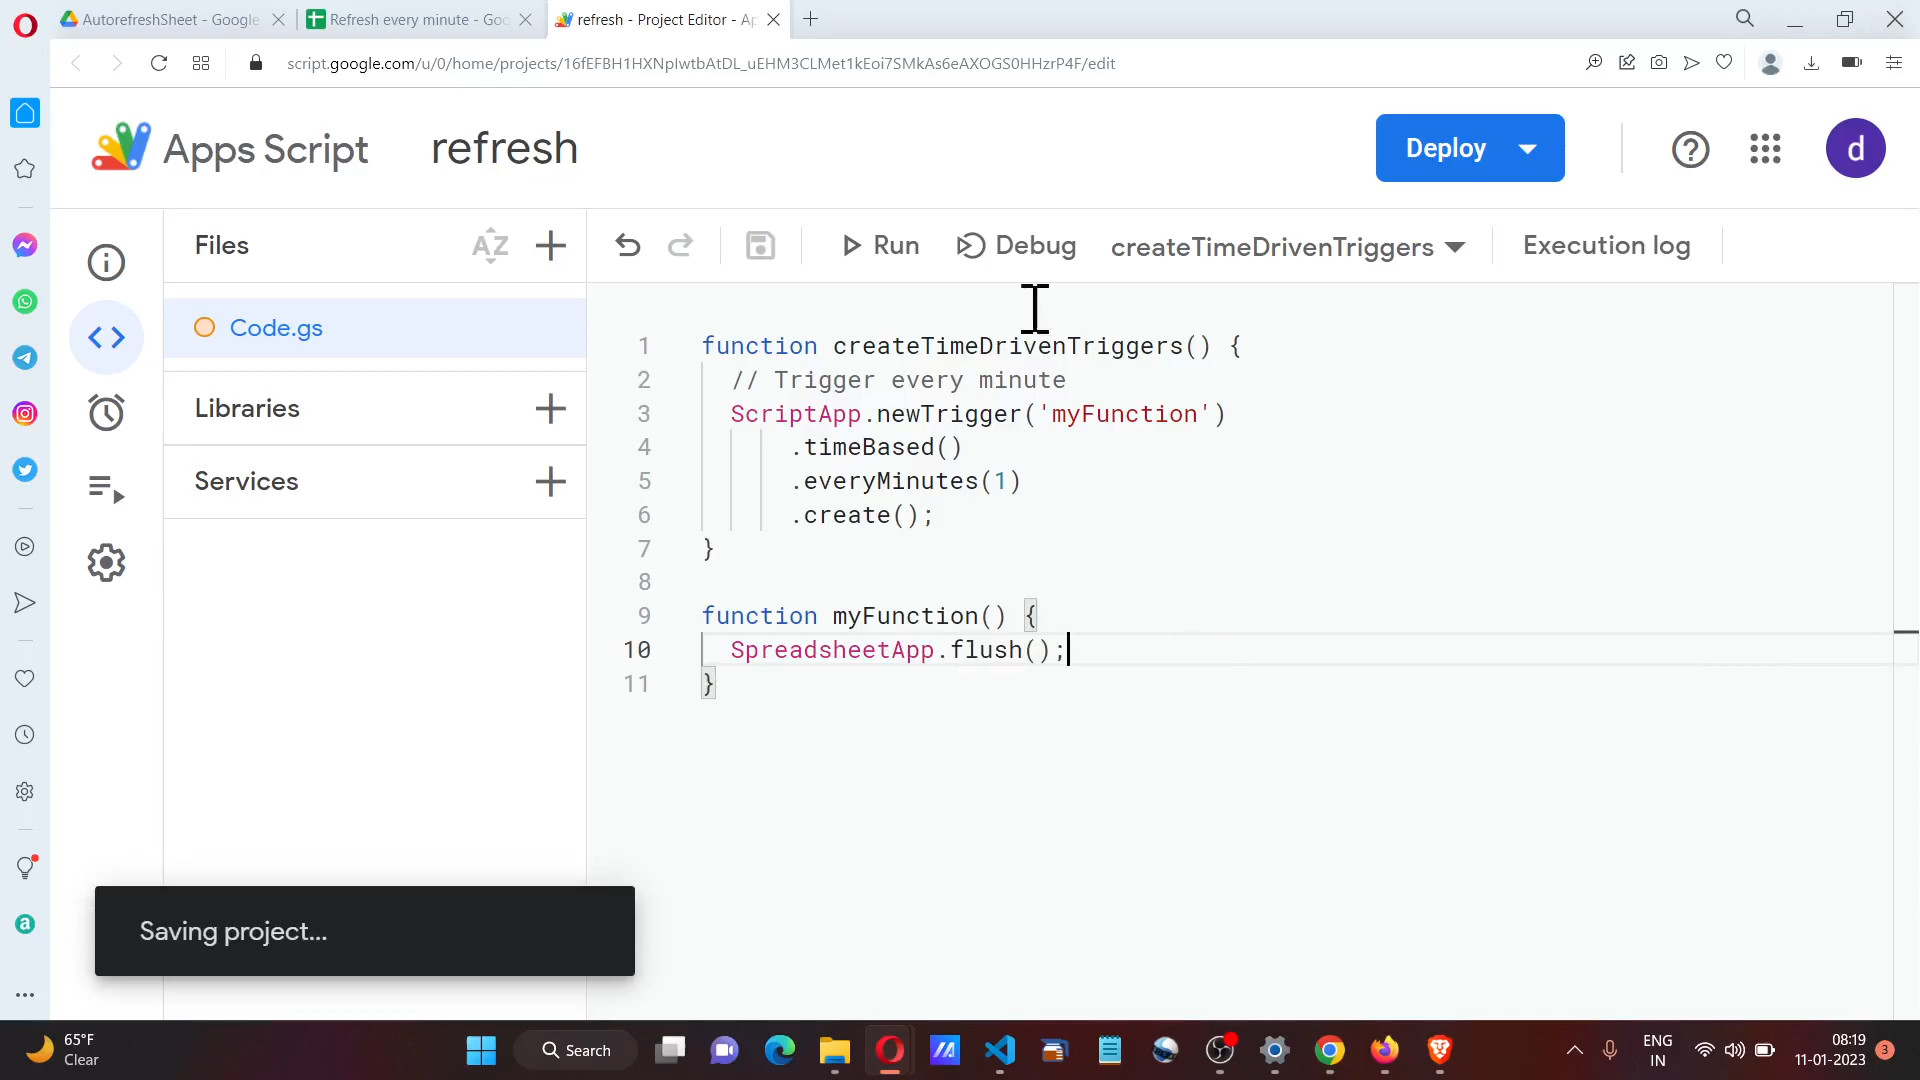 AutorefreshSheet - Google
Refresh every minute - Goo
refresh - Project Editor - Ap
script.google.com/u/0/home/projects/16fEFBH1HXNpIwtbAtDL_uEHM3CLMet1kEoi7SMkAs6eAXOGS0HHzrP4F/edit
Apps Script
refresh
Deploy
d
Files
AZ
Run
Debug
createTimeDrivenTriggers
Execution log
Code.gs
Libraries
Services
1 function createTimeDrivenTriggers() {
2 // Trigger every minute
3 ScriptApp.newTrigger('myFunction')
4 .timeBased()
5 .everyMinutes(1)
6 .create();
7 }
8
9 function myFunction() {
10 SpreadsheetApp.flush();
11 }
Saving project...
65°F
Clear
Search
ENG
IN
08:19
11-01-2023
3